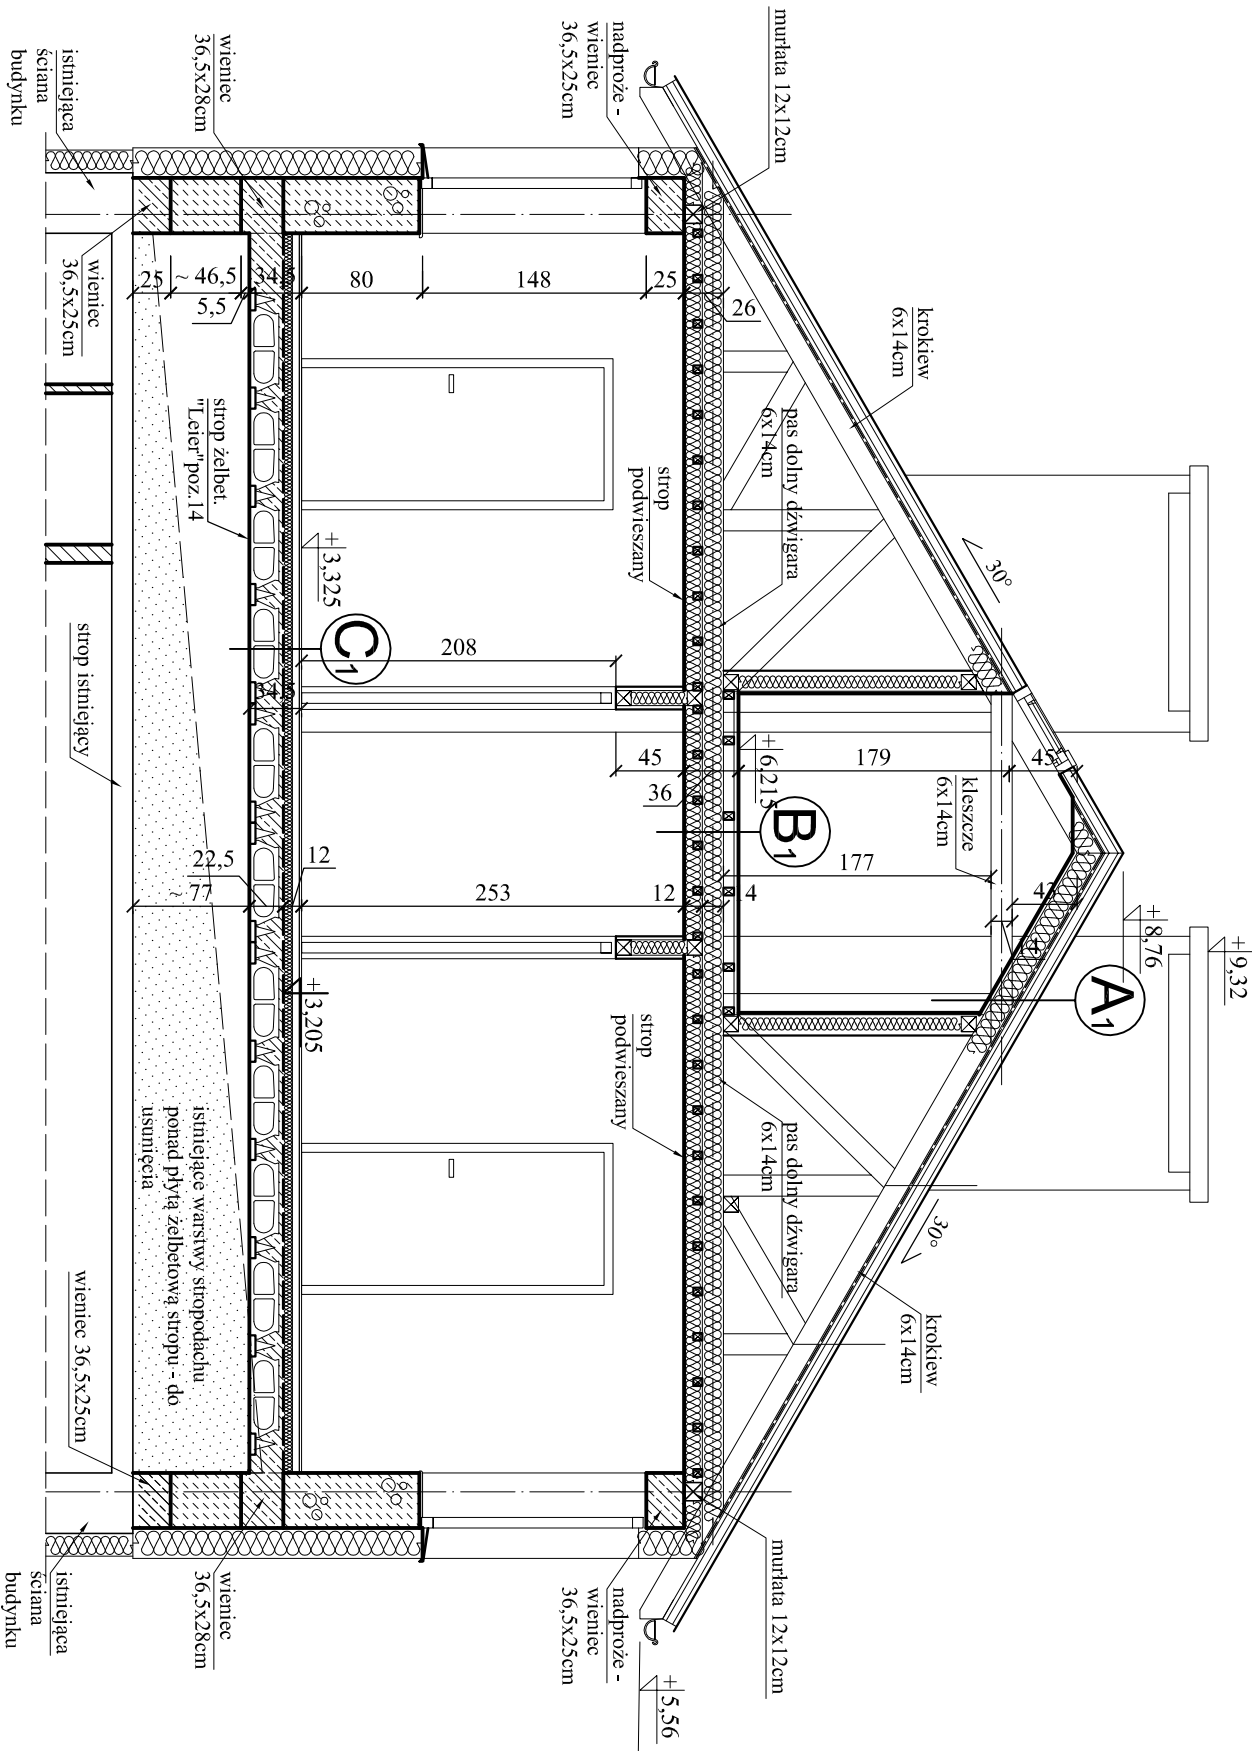 + 9,32
+ 8,76
A1
30°
30°
krokiew
6x14cm
krokiew
6x14cm
kleszcze
6x14cm
45
179
43
14
177
+ 6,215
B1
murłata 12x12cm
murłata 12x12cm
pas dolny dźwigara
6x14cm
pas dolny dźwigara
6x14cm
26
36
14
12
+ 5,56
nadproże -
wieniec
36,5x25cm
nadproże -
wieniec
36,5x25cm
strop
podwieszany
strop
podwieszany
25
148
80
34,5
~ 46,5
25
5,5
45
208
34,5
253
12
22,5
~ 77
C1
+ 3,325
+ 3,205
wieniec
36,5x28cm
wieniec
36,5x28cm
strop żelbet.
"Leier"poz.14
istniejące warstwy stropodachu
ponad płytą żelbetową stropu - do
usunięcia
wieniec
36,5x25cm
wieniec 36,5x25cm
strop istniejący
istniejąca
ściana
budynku
istniejąca
ściana
budynku